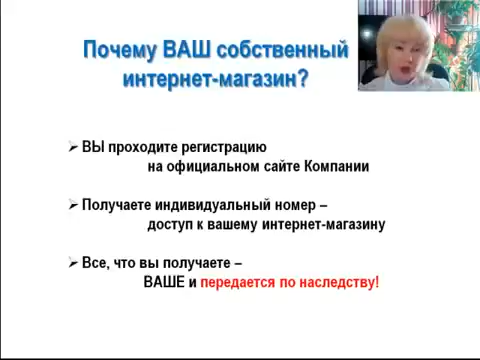 Почему ВАШ собственный
интернет-магазин?
ВЫ проходите регистрацию
на официальном сайте Компании
Получаете индивидуальный номер –
доступ к вашему интернет-магазину
Все, что вы получаете –
ВАШЕ и передается по наследству!